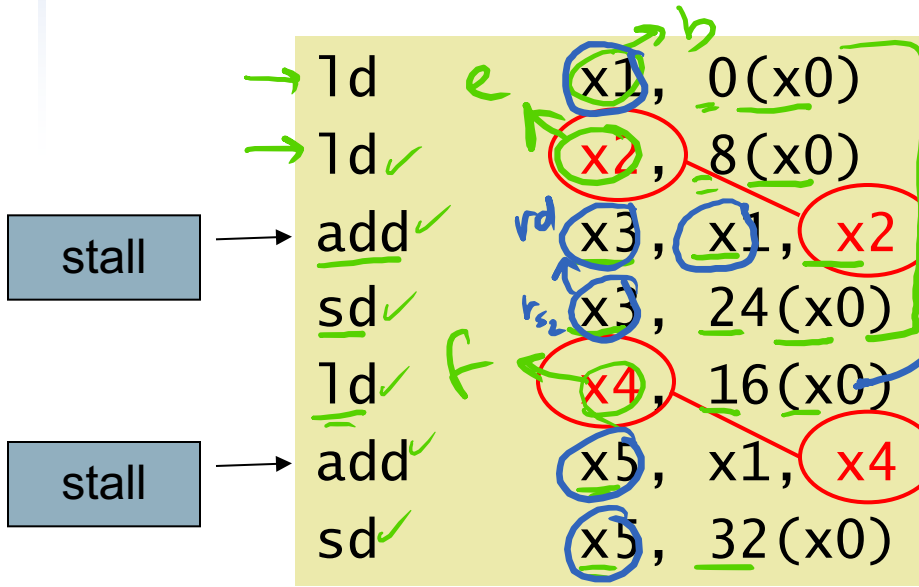 b
ld e x1, 0(x0)
ld x2, 8(x0)
stall add rd x3, x1, x2
sd rs2 x3, 24(x0)
ld f x4, 16(x0)
stall add x5, x1, x4
sd x5, 32(x0)